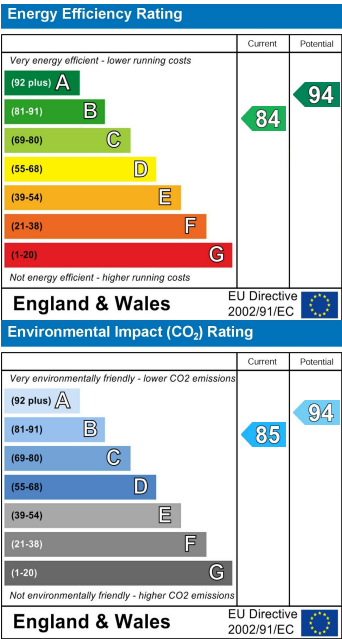 Energy Efficiency Rating
Current Potential
Very energy efficient - lower running costs
(92 plus) A
94
(81-91) B
84
(69-80) C
(55-68) D
(39-54) E
(21-38) F
(1-20) G
Not energy efficient - higher running costs
England & Wales
EU Directive
2002/91/EC
Environmental Impact (CO₂) Rating
Current Potential
Very environmentally friendly - lower CO2 emissions
(92 plus) A
94
(81-91) B
85
(69-80) C
(55-68) D
(39-54) E
(21-38) F
(1-20) G
Not environmentally friendly - higher CO2 emissions
England & Wales
EU Directive
2002/91/EC